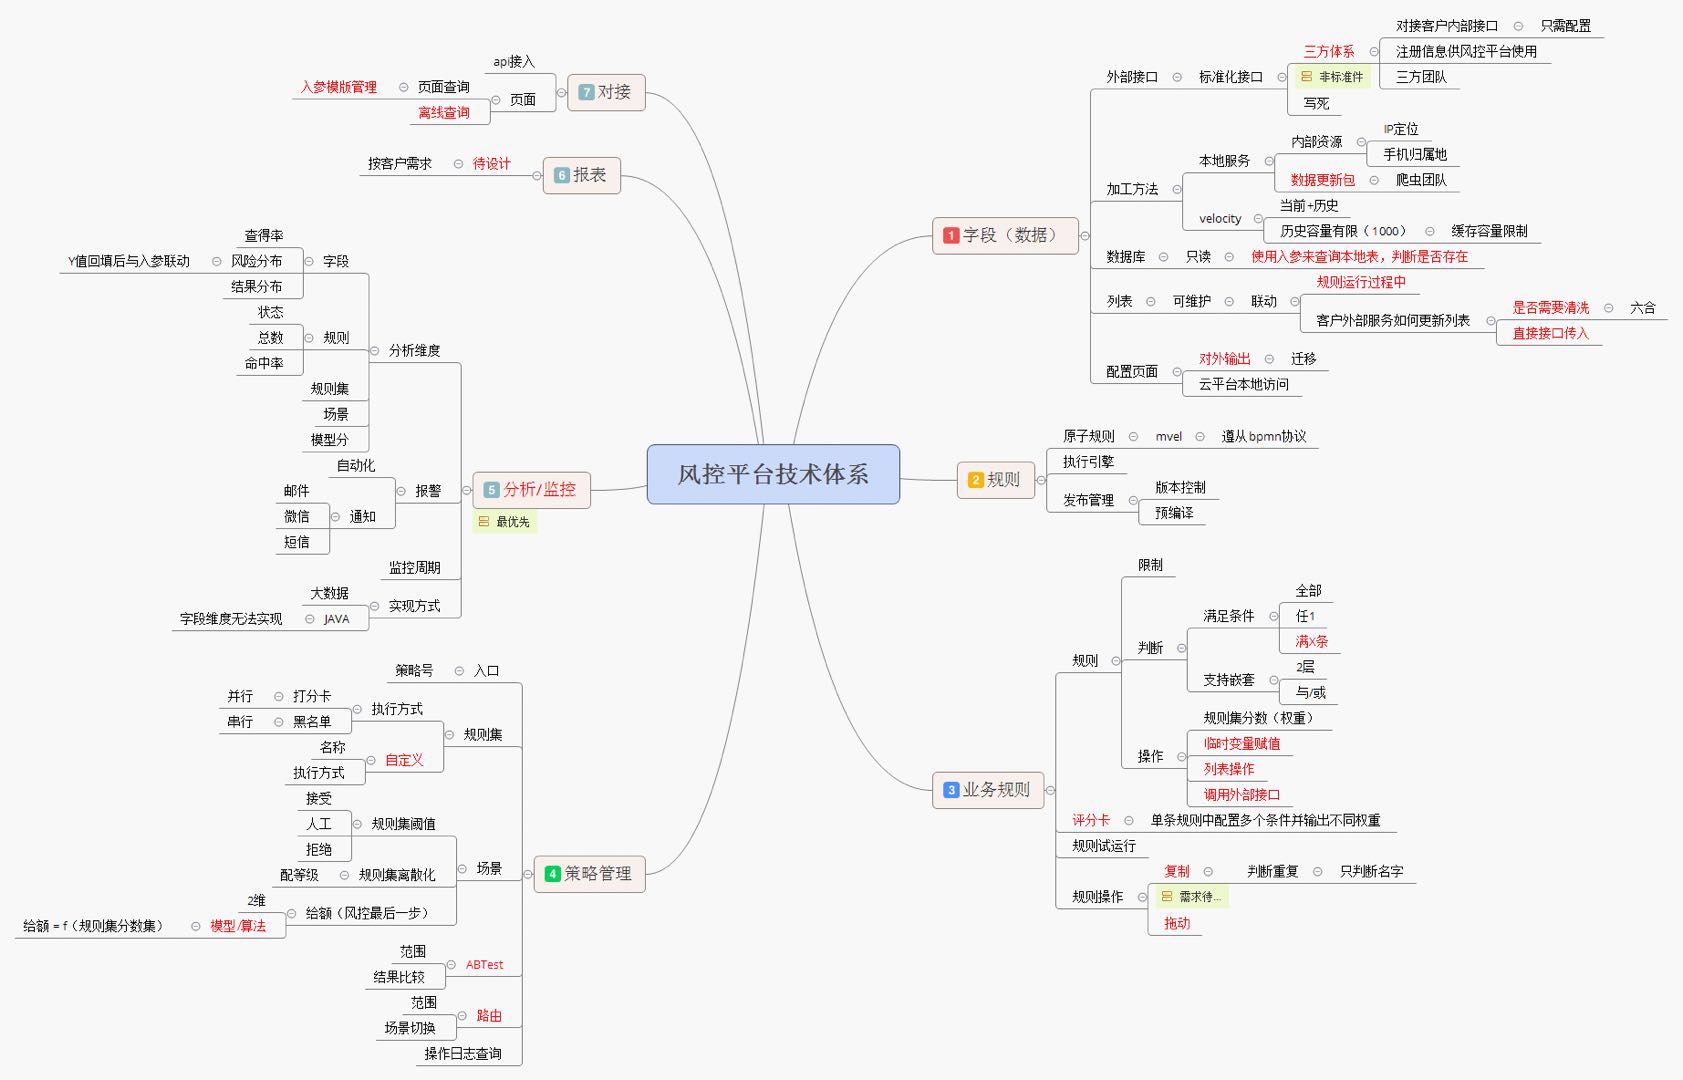 风控平台技术体系
1 字段（数据）
外部接口
标准化接口
三方体系
非标准件
对接客户内部接口
只需配置
注册信息供风控平台使用
三方团队
写死
加工方法
本地服务
内部资源
IP定位
手机归属地
数据更新包
爬虫团队
velocity
当前+历史
历史容量有限（1000）
缓存容量限制
数据库
只读
使用入参来查询本地表，判断是否存在
列表
可维护
联动
规则运行过程中
客户外部服务如何更新列表
是否需要清洗
六合
直接接口传入
配置页面
对外输出
迁移
云平台本地访问
2 规则
原子规则
mvel
遵从bpmn协议
执行引擎
发布管理
版本控制
预编译
3 业务规则
规则
限制
判断
满足条件
全部
任1
满X条
支持嵌套
2层
与/或
操作
规则集分数（权重）
临时变量赋值
列表操作
调用外部接口
评分卡
单条规则中配置多个条件并输出不同权重
规则试运行
规则操作
复制
需求待...
判断重复
只判断名字
拖动
4 策略管理
入口
策略号
规则集
执行方式
打分卡
并行
黑名单
串行
自定义
名称
执行方式
场景
规则集阈值
接受
人工
拒绝
规则集离散化
配等级
给额（风控最后一步）
2维
模型/算法
给额 = f（规则集分数集）
ABTest
范围
结果比较
路由
范围
场景切换
操作日志查询
5 分析/监控
最优先
分析维度
字段
查得率
风险分布
Y值回填后与入参联动
结果分布
规则
状态
总数
命中率
规则集
场景
模型分
报警
自动化
通知
邮件
微信
短信
监控周期
实现方式
大数据
JAVA
字段维度无法实现
6 报表
待设计
按客户需求
7 对接
api接入
页面
页面查询
入参模版管理
离线查询